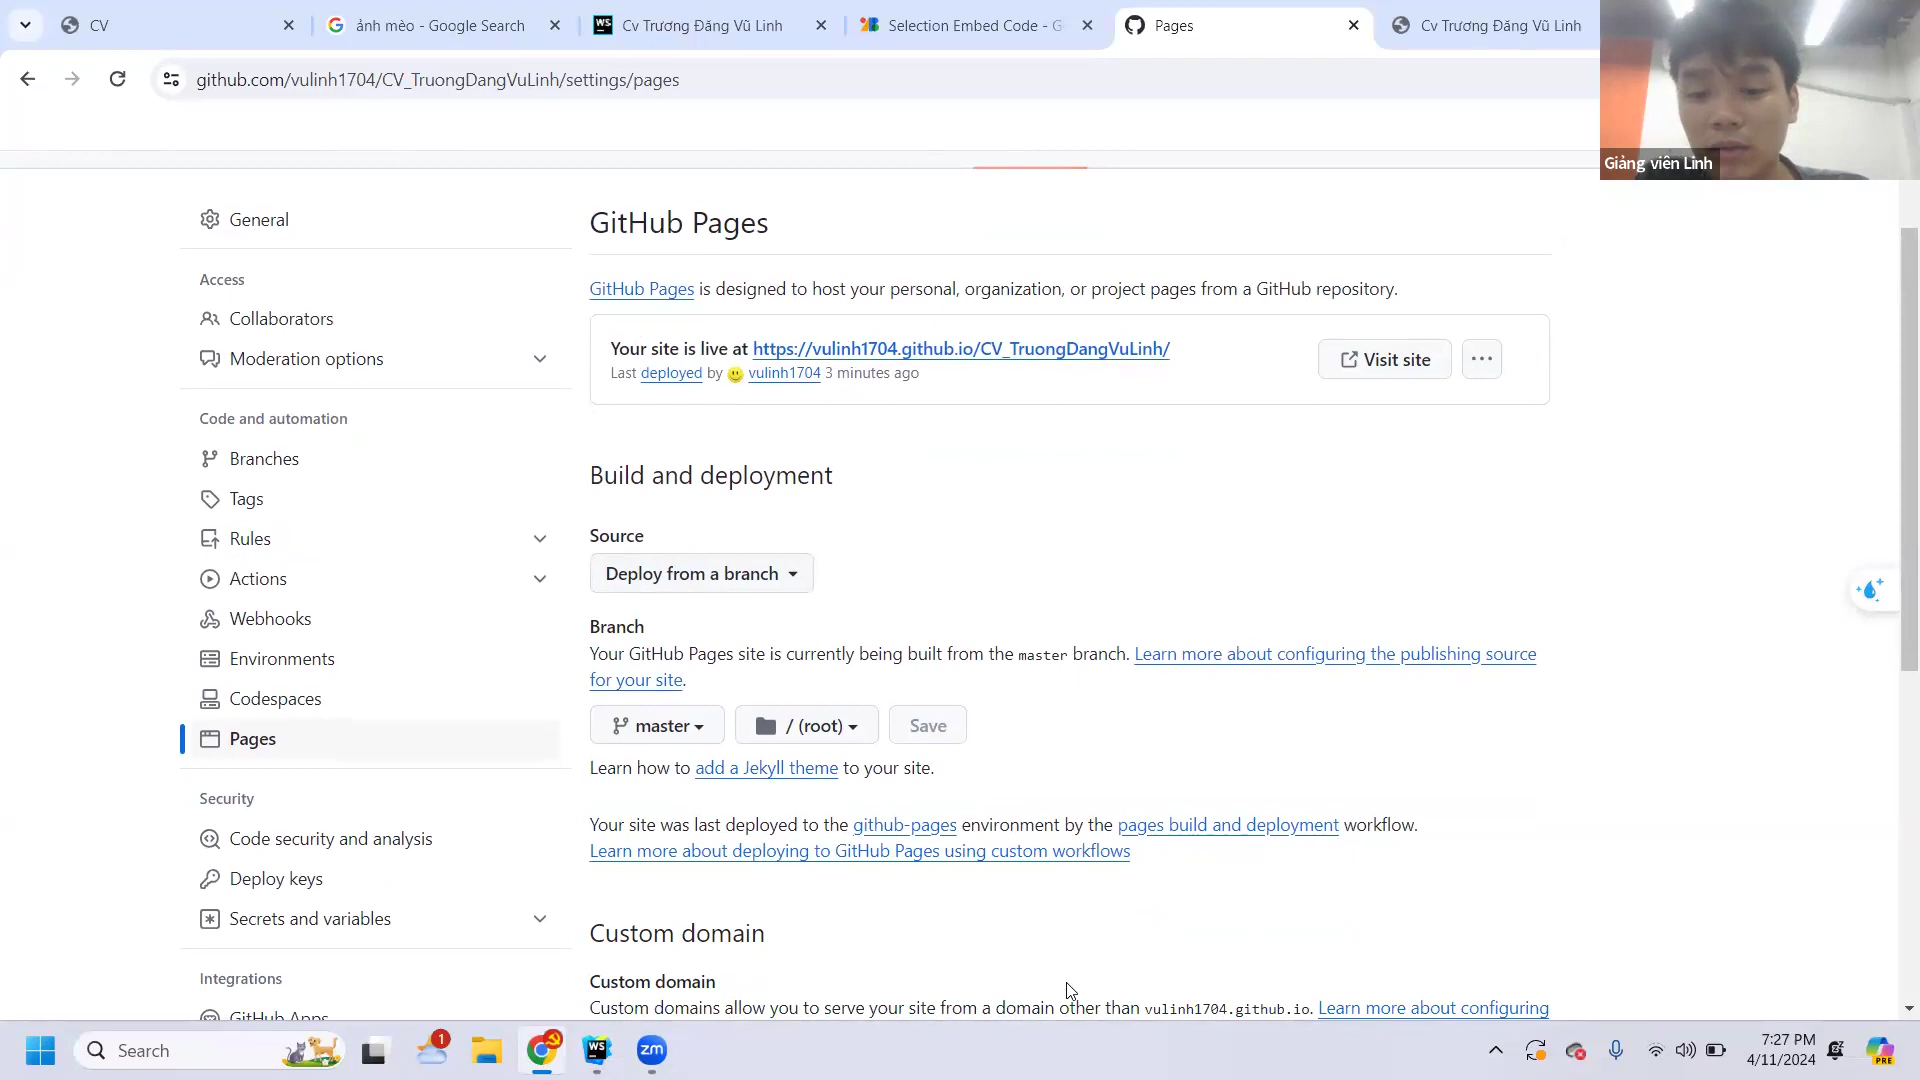 CV
ảnh mèo - Google Search
WS
Cv Trương Đăng Vũ Linh
Selection Embed Code - G
Pages
Cv Trương Đăng Vũ Linh
github.com/vulinh1704/CV_TruongDangVuLinh/settings/pages
Giảng viên Linh
General
Access
Collaborators
Moderation options
Code and automation
Branches
Tags
Rules
Actions
Webhooks
Environments
Codespaces
Pages
Security
Code security and analysis
Deploy keys
Secrets and variables
Integrations
GitHub Apps
GitHub Pages
GitHub Pages is designed to host your personal, organization, or project pages from a GitHub repository.
Your site is live at https://vulinh1704.github.io/CV_TruongDangVuLinh/
Last deployed by vulinh1704 3 minutes ago
Visit site
Build and deployment
Source
Deploy from a branch
Branch
Your GitHub Pages site is currently being built from the master branch. Learn more about configuring the publishing source
for your site.
master
/ (root)
Save
Learn how to add a Jekyll theme to your site.
Your site was last deployed to the github-pages environment by the pages build and deployment workflow.
Learn more about deploying to GitHub Pages using custom workflows
Custom domain
Custom domain
Custom domains allow you to serve your site from a domain other than vulinh1704.github.io. Learn more about configuring
Search
1
WS
zm
7:27 PM
4/11/2024
PRE